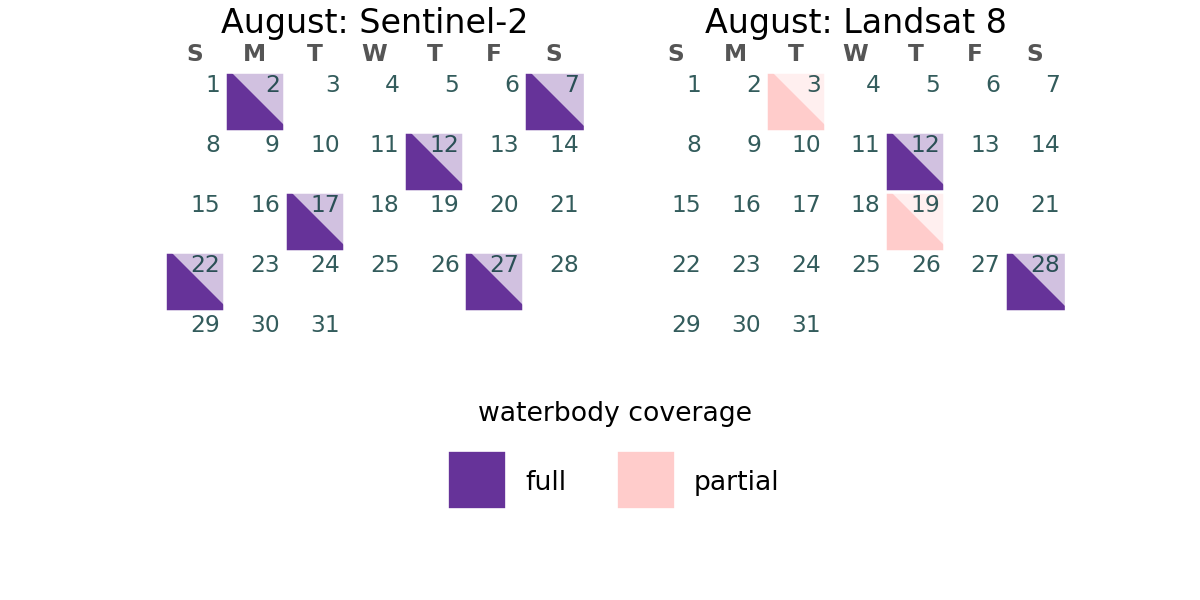 August: Sentinel-2
S M T W T F S
1 2 3 4 5 6 7
8 9 10 11 12 13 14
15 16 17 18 19 20 21
22 23 24 25 26 27 28
29 30 31
August: Landsat 8
S M T W T F S
1 2 3 4 5 6 7
8 9 10 11 12 13 14
15 16 17 18 19 20 21
22 23 24 25 26 27 28
29 30 31
waterbody coverage
full
partial